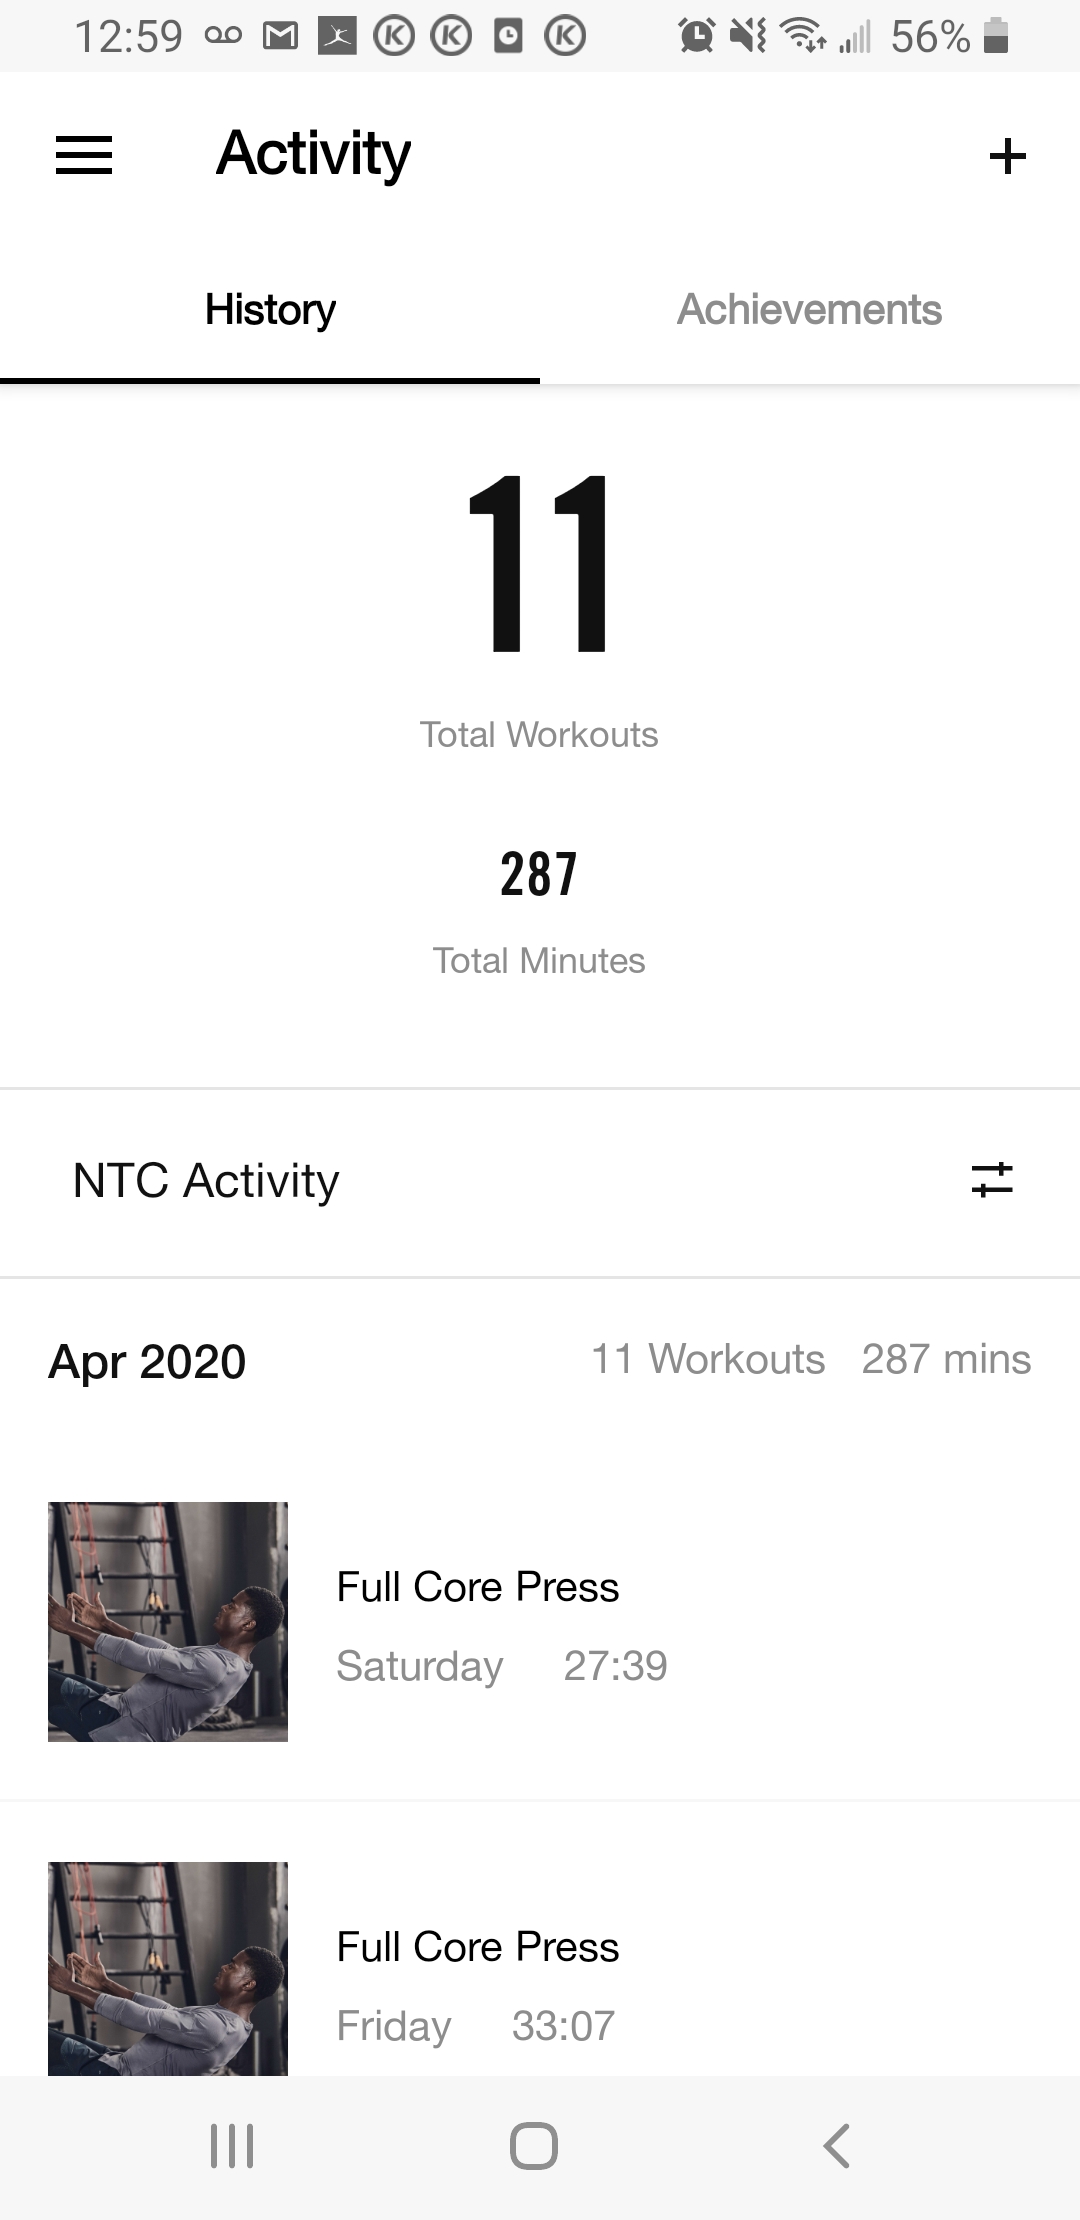 12:59 K K K 56%
Activity
History Achievements
11
Total Workouts
287
Total Minutes
NTC Activity
Apr 2020 11 Workouts 287 mins
Full Core Press
Saturday 27:39
Full Core Press
Friday 33:07